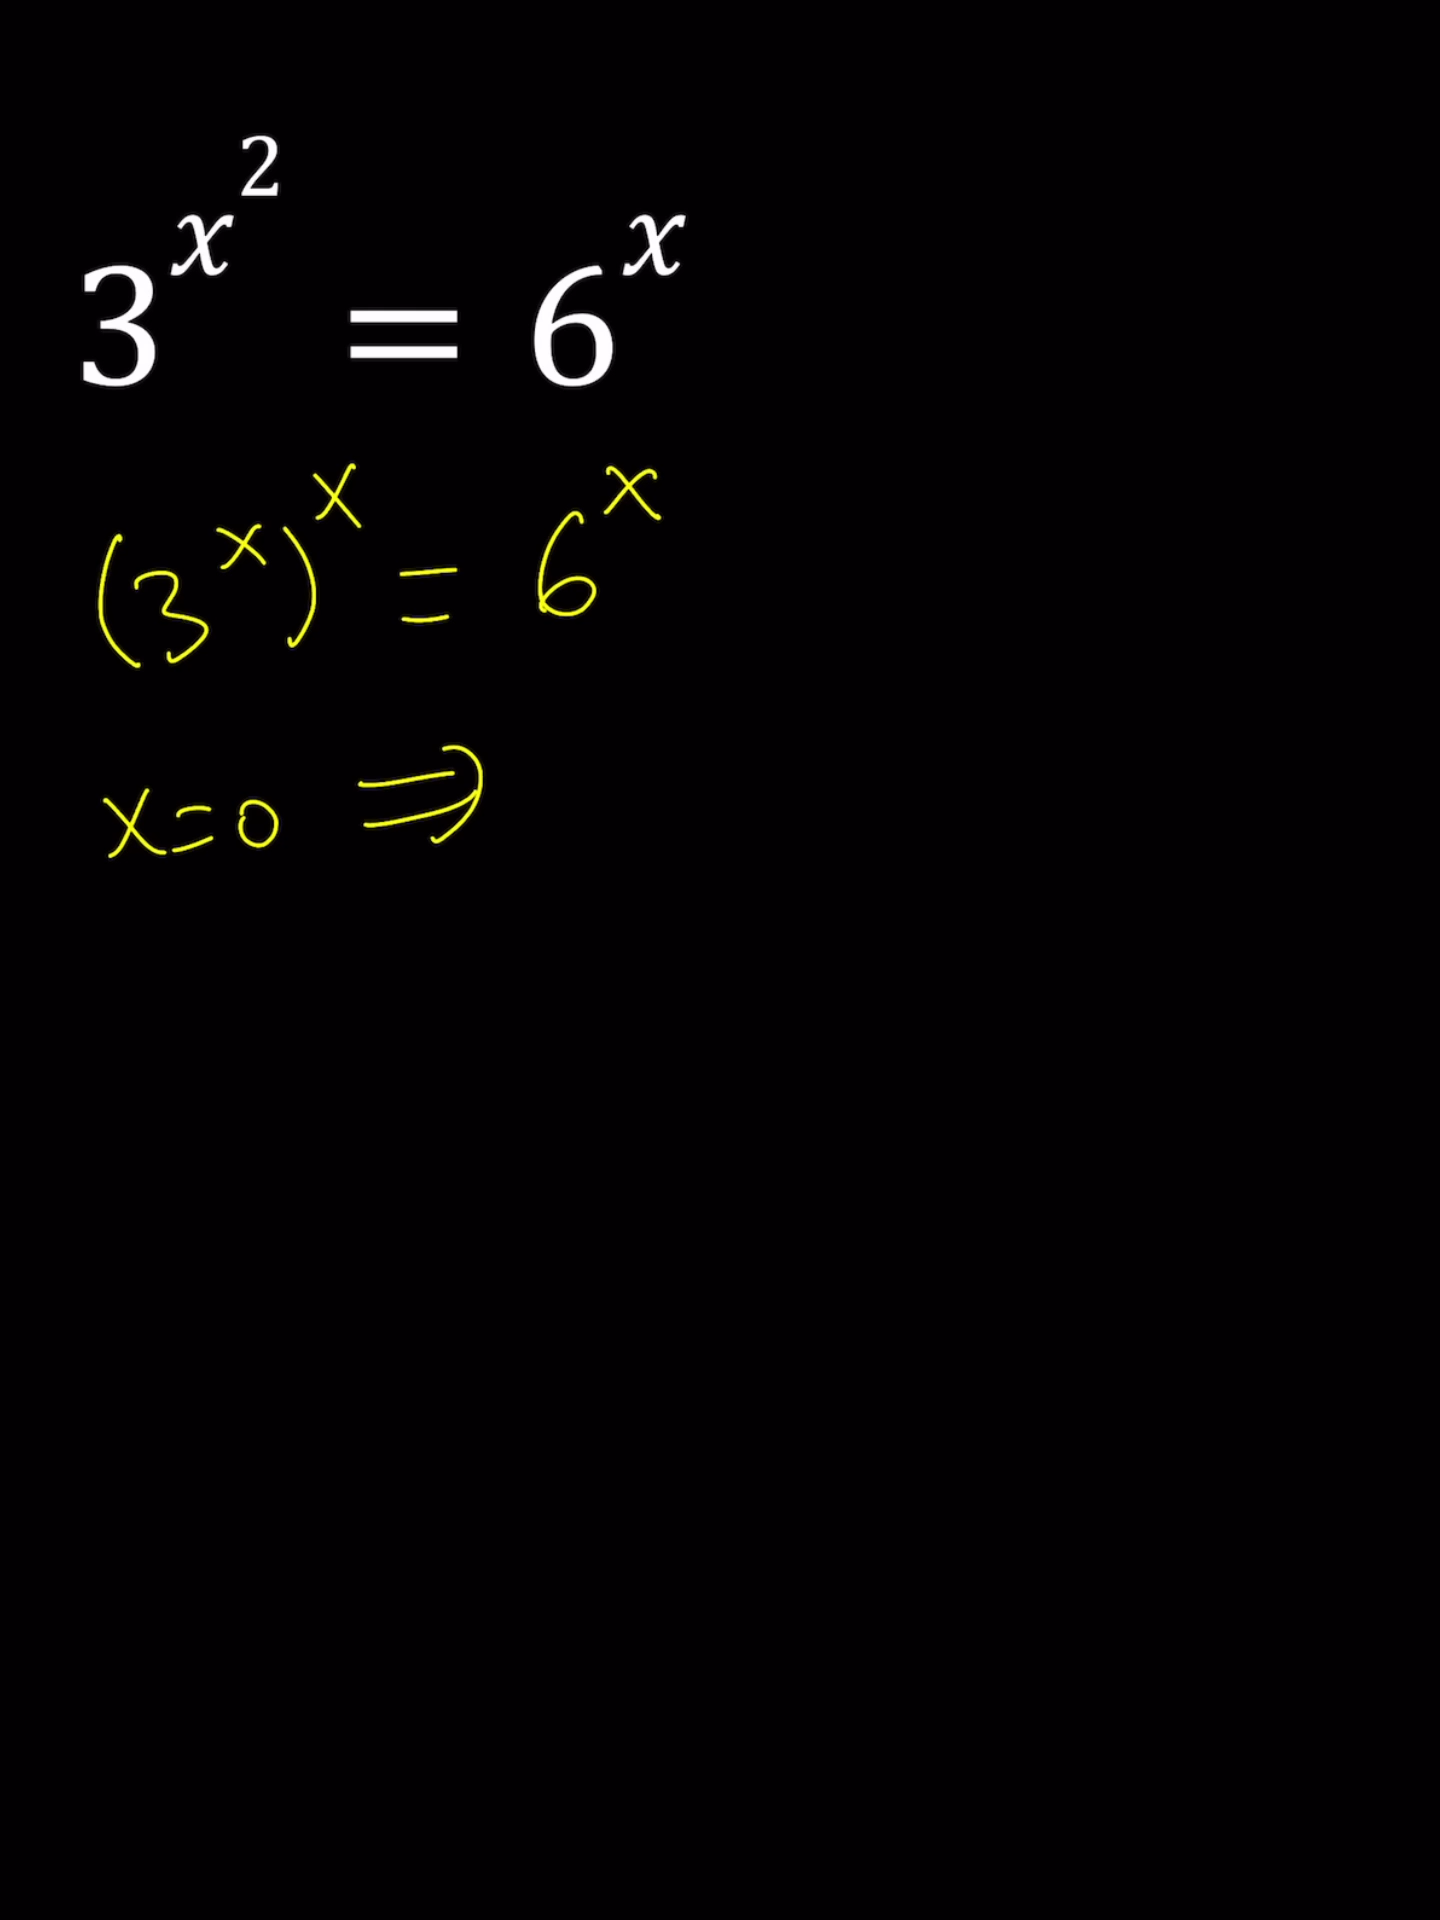 3^{x^2} = 6^x
(3^x)^x = 6^x
x=0 ⇒